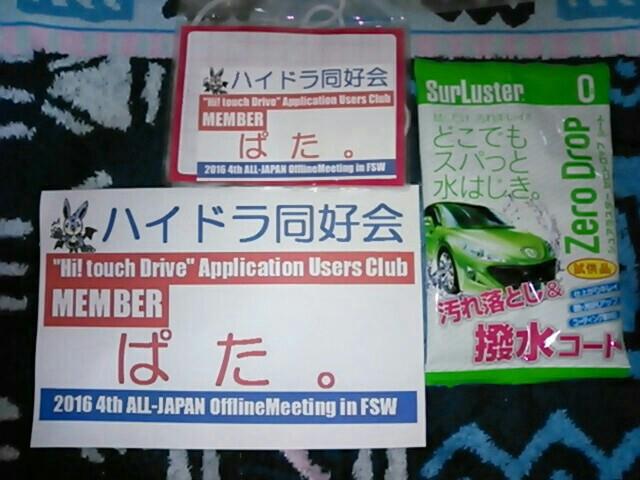 ハイドラ同好会
"Hi! touch Drive" Application Users Club
MEMBER
ぱた。
2016 4th ALL-JAPAN OfflineMeeting in FSW
ハイドラ同好会
"Hi! touch Drive" Application Users Club
MEMBER
ぱた。
2016 4th ALL-JAPAN OfflineMeeting in FSW
SurLuster
0
どこでも
スパっと
水はじき。
Zero Drop
試供品
汚れ落とし&
撥水コート